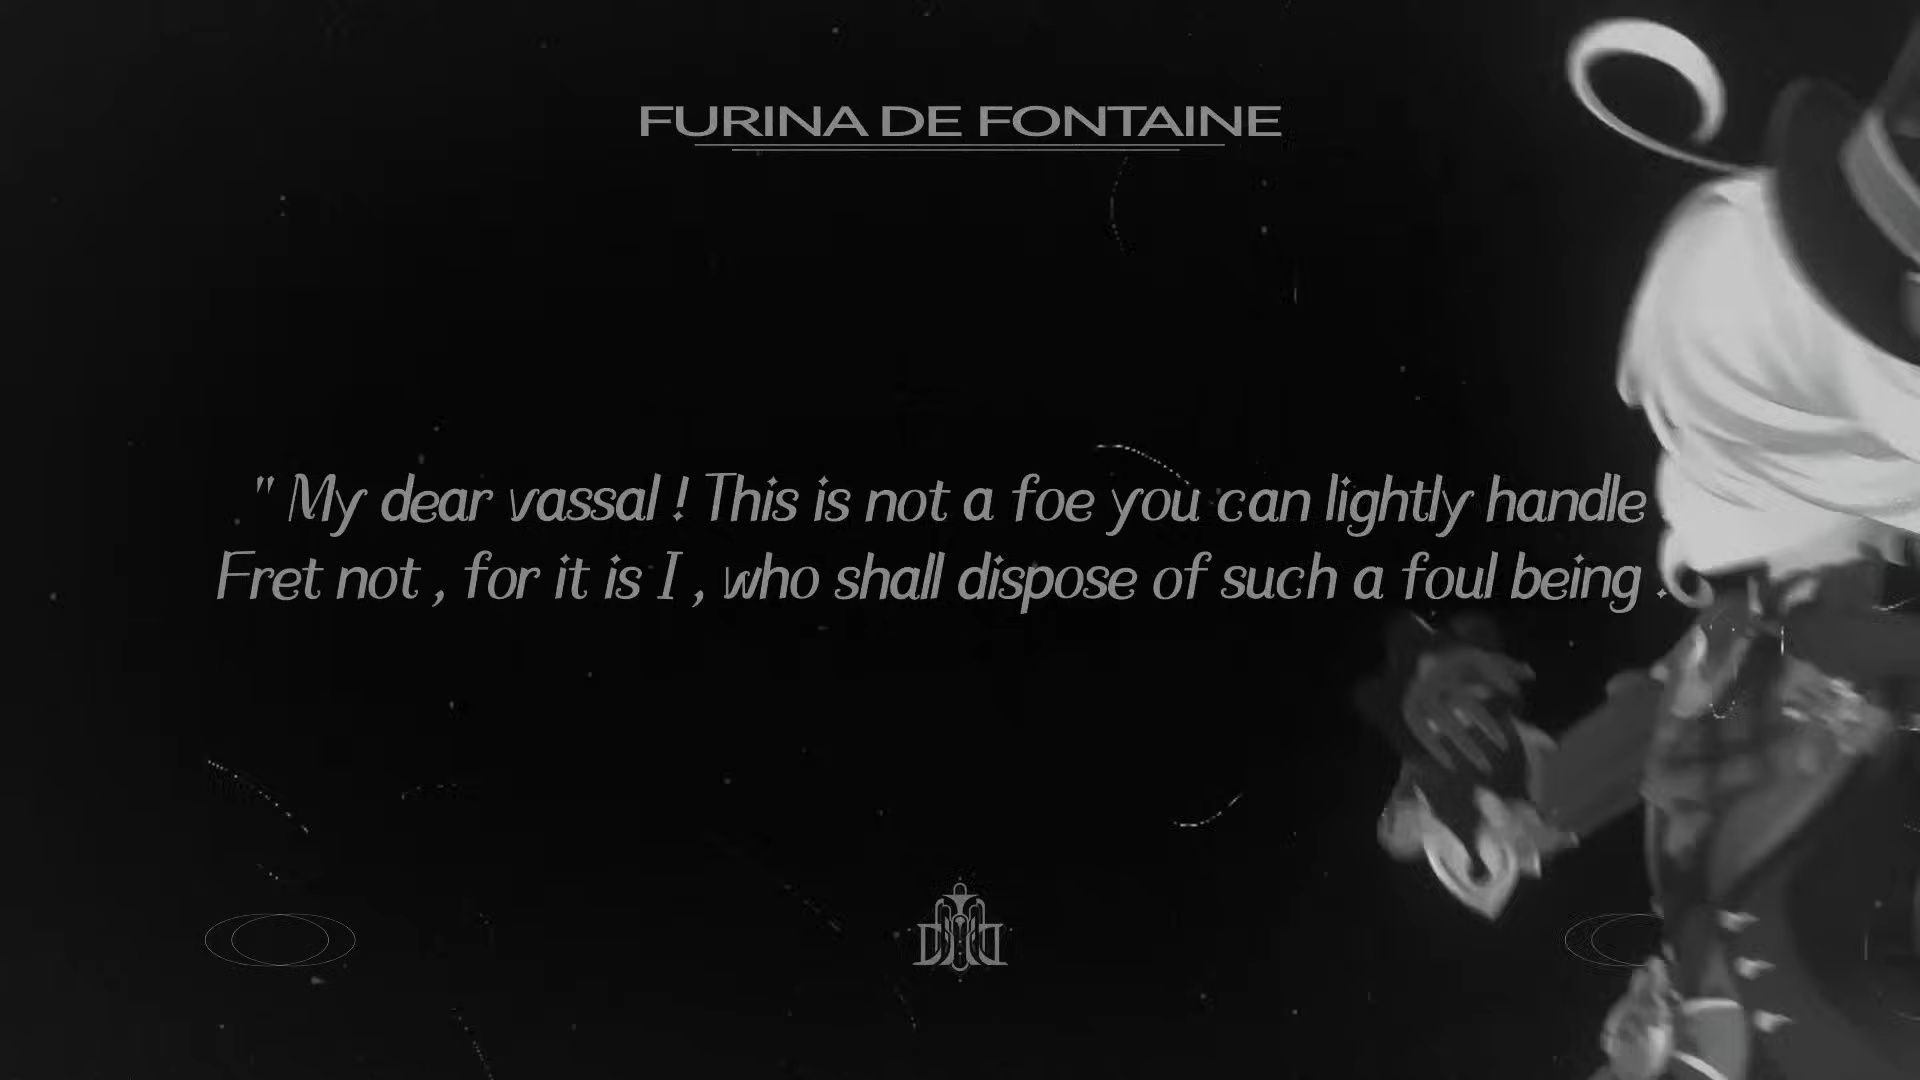 FURINA DE FONTAINE
" My dear vassal ! This is not a foe you can lightly handle
Fret not , for it is I , who shall dispose of such a foul being .